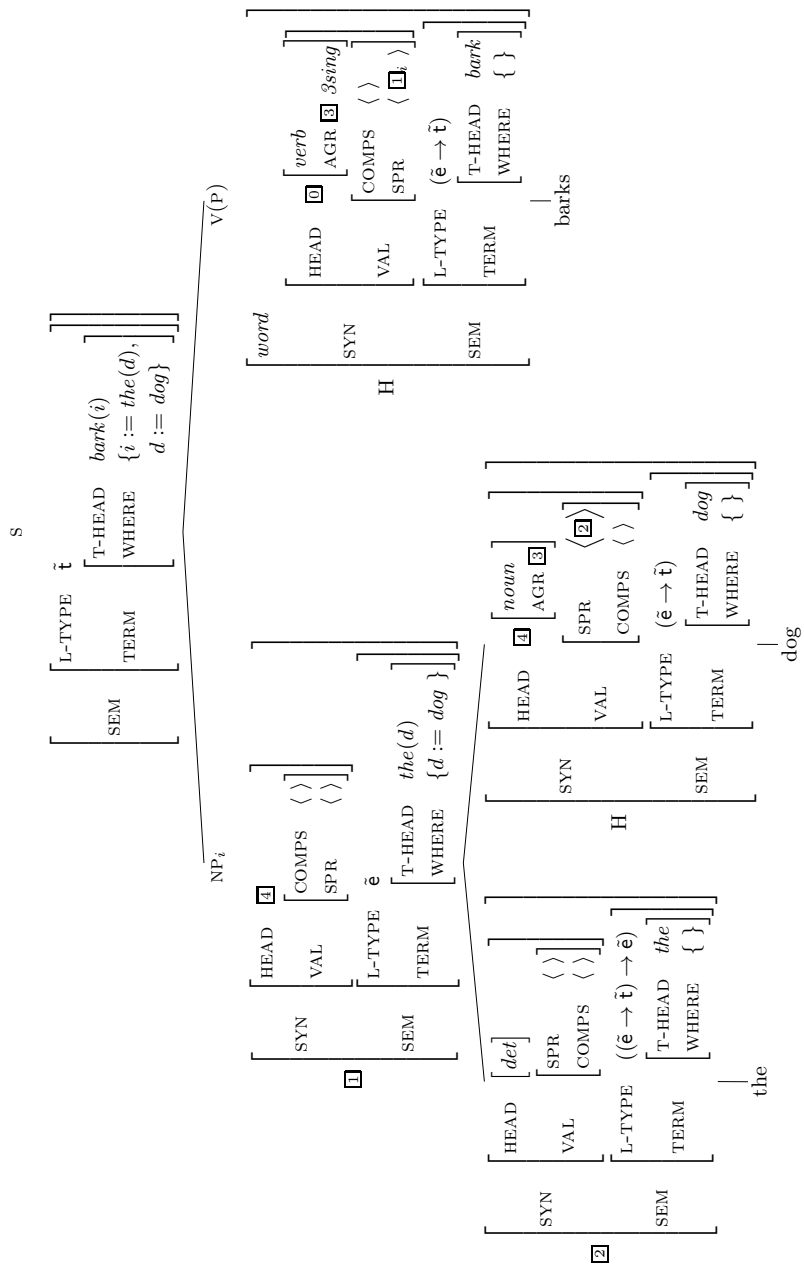 S
SEM
L-TYPE t̃
TERM
T-HEAD bark(i)
WHERE {i := the(d),
d := dog}
NP_i
V(P)
1
SYN
HEAD 4
VAL
COMPS ⟨ ⟩
SPR ⟨ ⟩
SEM
L-TYPE ẽ
TERM
T-HEAD the(d)
WHERE {d := dog }
H
word
SYN
HEAD 0
verb
AGR 3 3sing
VAL
COMPS ⟨ ⟩
SPR ⟨ 1 _i ⟩
SEM
L-TYPE (ẽ → t̃)
TERM
T-HEAD bark
WHERE { }
barks
2
SYN
HEAD [det]
VAL
SPR ⟨ ⟩
COMPS ⟨ ⟩
SEM
L-TYPE ((ẽ → t̃) → ẽ)
TERM
T-HEAD the
WHERE { }
the
H
SYN
HEAD 4
noun
AGR 3
VAL
SPR ⟨ 2 ⟩
COMPS ⟨ ⟩
SEM
L-TYPE (ẽ → t̃)
TERM
T-HEAD dog
WHERE { }
dog